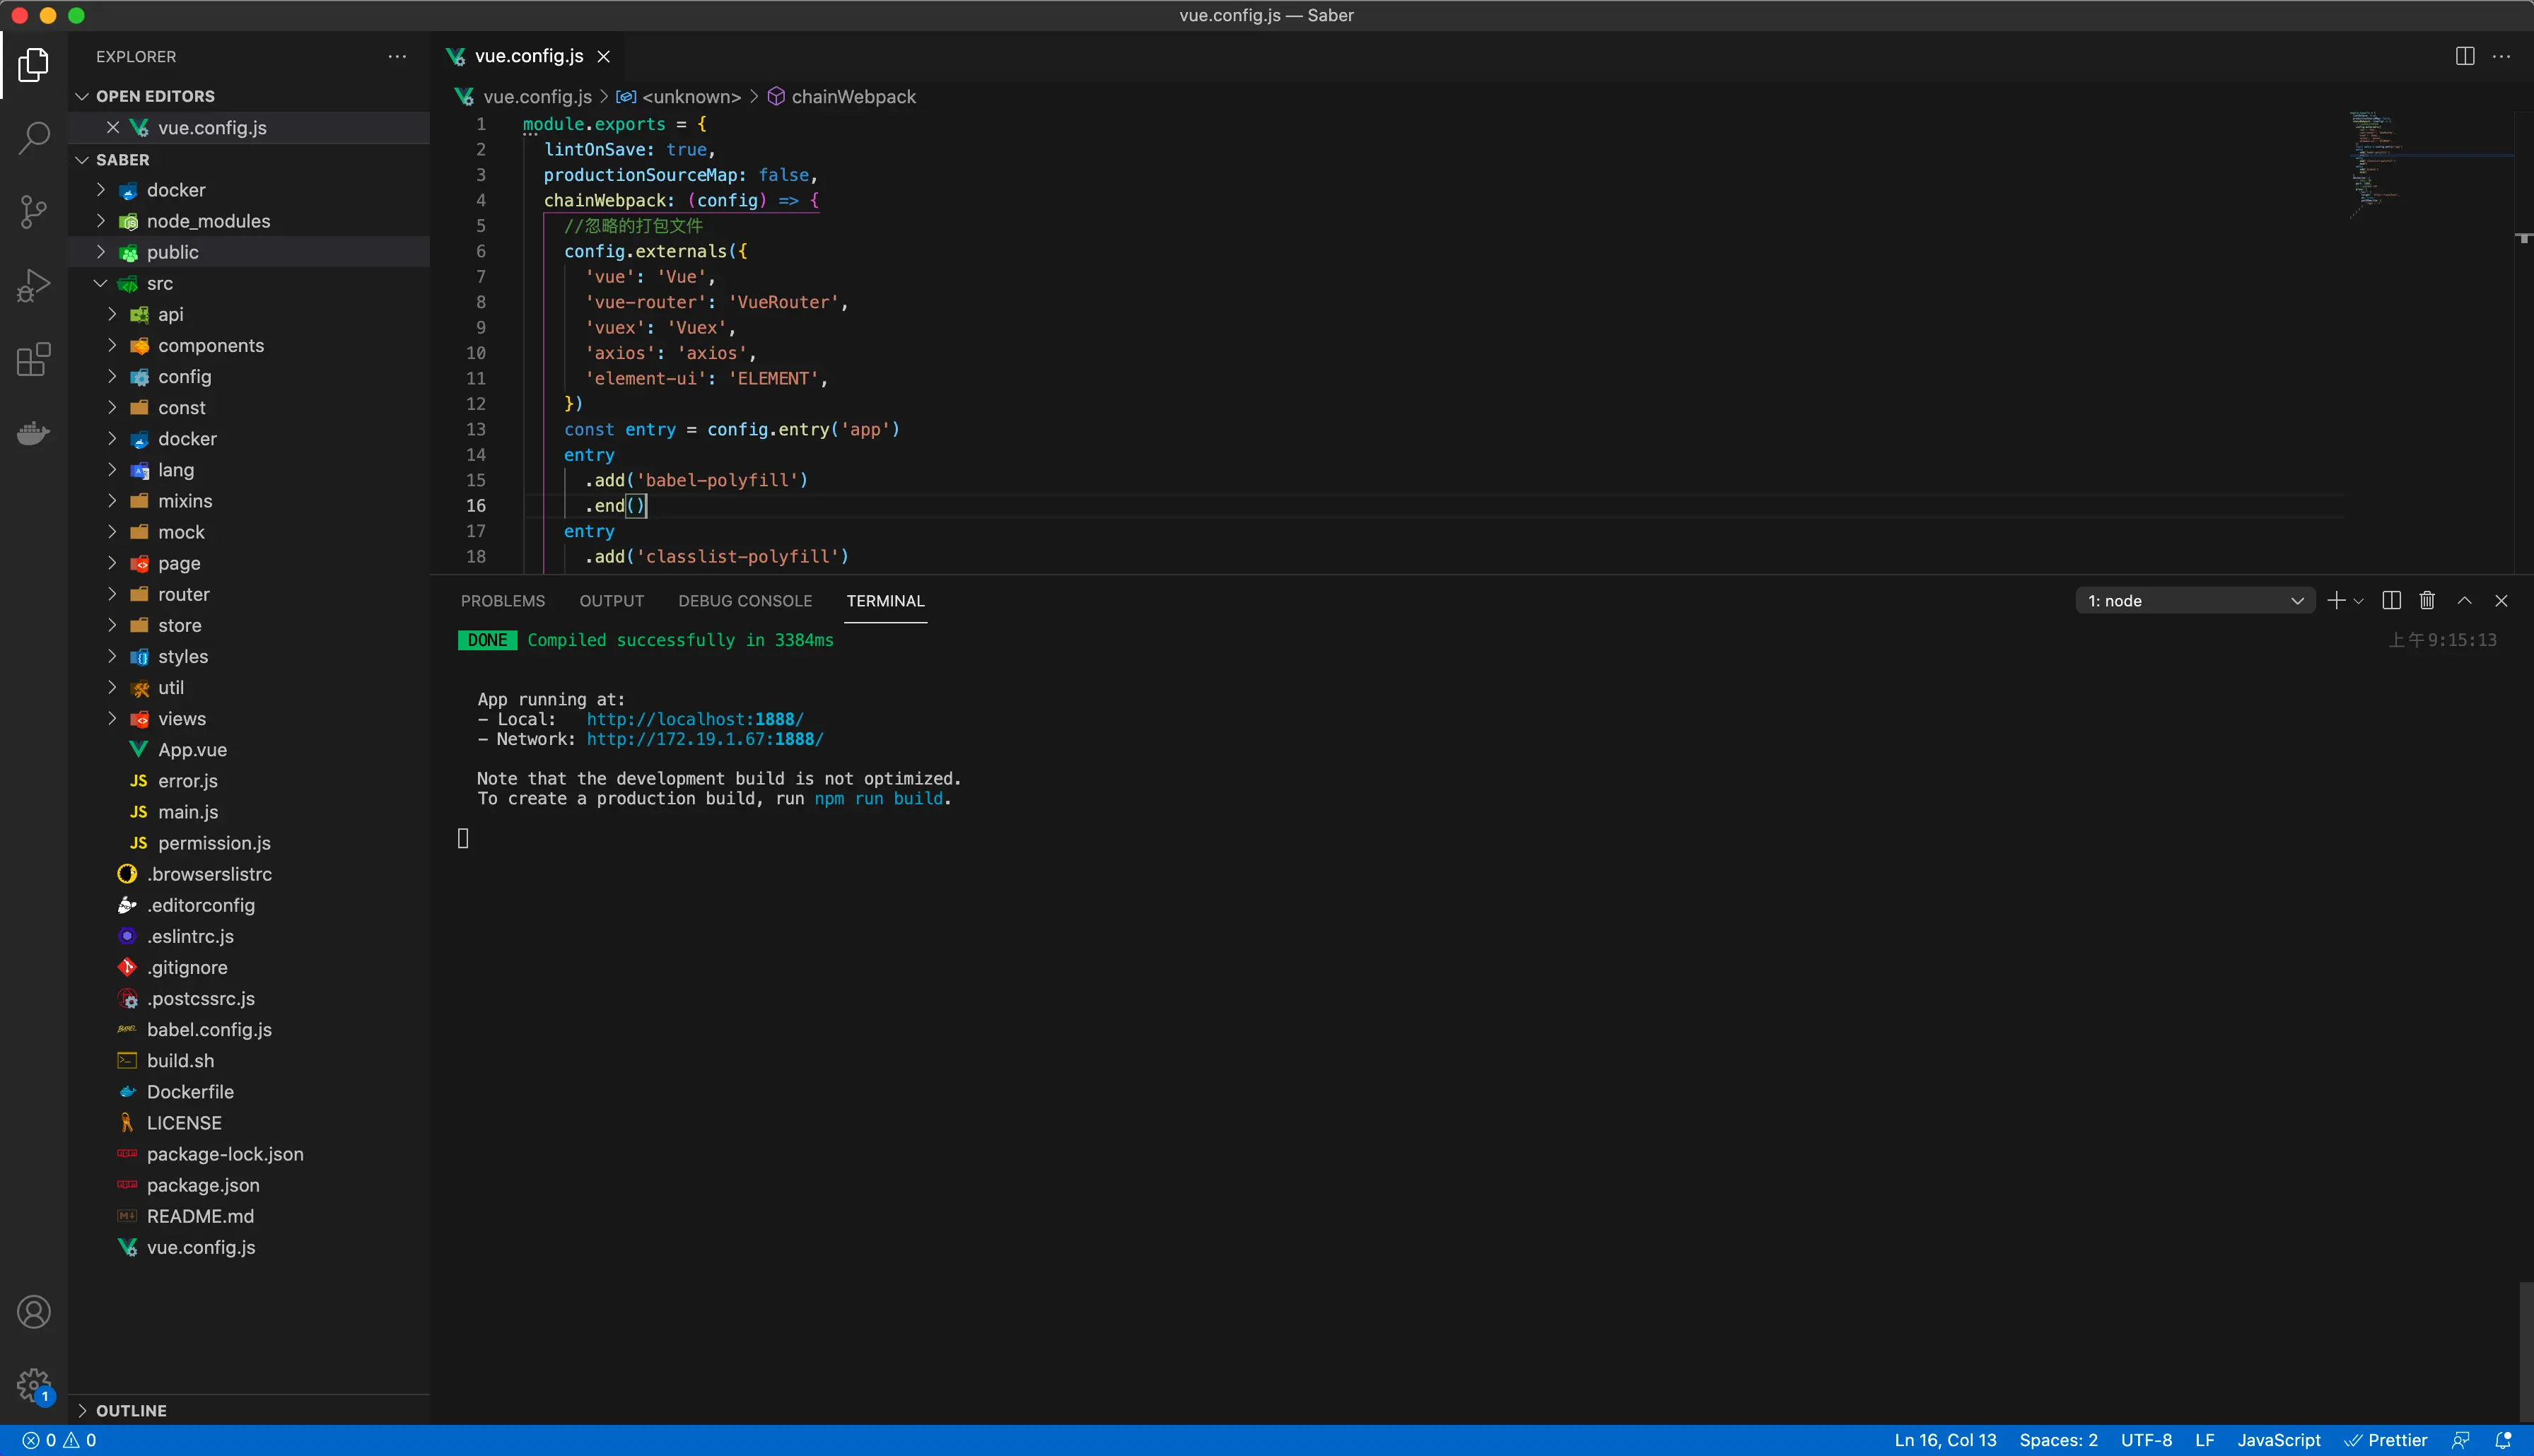 vue.config.js — Saber
EXPLORER
OPEN EDITORS
vue.config.js
SABER
docker
node_modules
public
src
api
components
config
const
docker
lang
mixins
mock
page
router
store
styles
util
views
App.vue
JS error.js
JS main.js
JS permission.js
.browserslistrc
.editorconfig
.eslintrc.js
.gitignore
.postcssrc.js
babel.config.js
build.sh
Dockerfile
LICENSE
package-lock.json
package.json
README.md
vue.config.js
OUTLINE
vue.config.js
vue.config.js > <unknown> > chainWebpack
1 module.exports = {
2 lintOnSave: true,
3 productionSourceMap: false,
4 chainWebpack: (config) => {
5 //忽略的打包文件
6 config.externals({
7 'vue': 'Vue',
8 'vue-router': 'VueRouter',
9 'vuex': 'Vuex',
10 'axios': 'axios',
11 'element-ui': 'ELEMENT',
12 })
13 const entry = config.entry('app')
14 entry
15 .add('babel-polyfill')
16 .end()
17 entry
18 .add('classlist-polyfill')
PROBLEMS OUTPUT DEBUG CONSOLE TERMINAL 1: node
DONE Compiled successfully in 3384ms 上午9:15:13
App running at:
- Local: http://localhost:1888/
- Network: http://172.19.1.67:1888/
Note that the development build is not optimized.
To create a production build, run npm run build.
1
0 0 Ln 16, Col 13 Spaces: 2 UTF-8 LF JavaScript Prettier